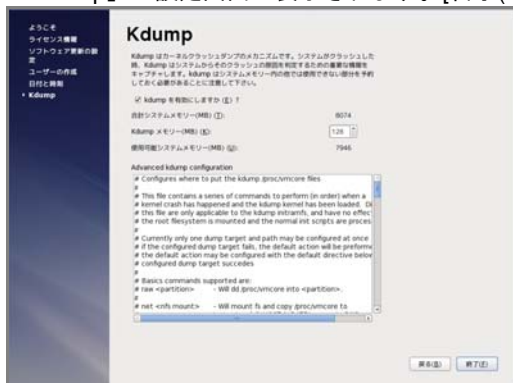 ようこそ
ライセンス情報
ソフトウェア更新の設
定
ユーザーの作成
日付と時刻
Kdump
Kdump
Kdump はカーネルクラッシュダンプのメカニズムです。システムがクラッシュした
時、Kdump はシステムからそのクラッシュの原因を判定するための重要な情報を
キャプチャします。kdump はシステムメモリー内の他では使用できない部分を予約
しておく必要があることに注意して下さい。
kdump を有効にしますか (E) ?
合計システムメモリー(MB) (T):
8074
Kdump メモリー(MB) (K):
128
使用可能システムメモリー(MB) (U):
7946
Advanced kdump configuration
# Configures where to put the kdump /proc/vmcore files
#
# This file contains a series of commands to perform (in order) when a
# kernel crash has happened and the kdump kernel has been loaded. Di
# this file are only applicable to the kdump initramfs, and have no effec
# the root filesystem is mounted and the normal init scripts are proces
#
# Currently only one dump target and path may be configured at once
# if the configured dump target fails, the default action will be preforme
# the default action may be configured with the default directive below
# configured dump target succedes
#
# Basics commands supported are:
# raw <partition> - Will dd /proc/vmcore into <partition>.
#
# net <nfs mount> - Will mount fs and copy /proc/vmcore to
戻る(B)
終了(F)